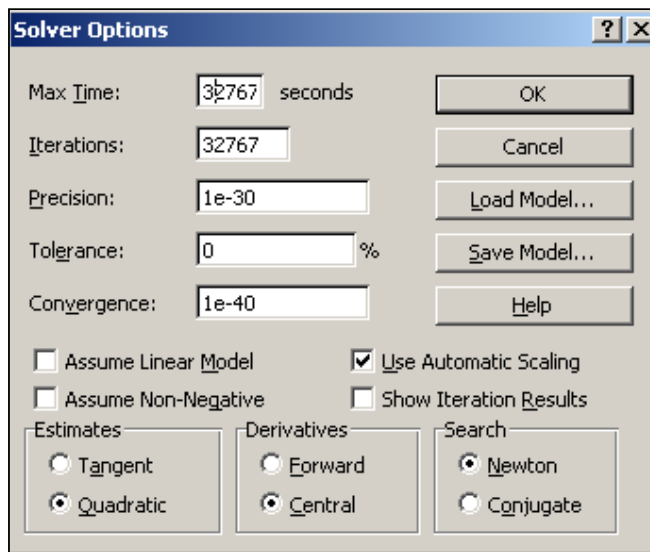 Solver Options
Max Time: 32767 seconds
OK
Iterations: 32767
Cancel
Precision: 1e-30
Load Model...
Tolerance: 0 %
Save Model...
Convergence: 1e-40
Help
Assume Linear Model
Use Automatic Scaling
Assume Non-Negative
Show Iteration Results
Estimates
Derivatives
Search
Tangent
Forward
Newton
Quadratic
Central
Conjugate